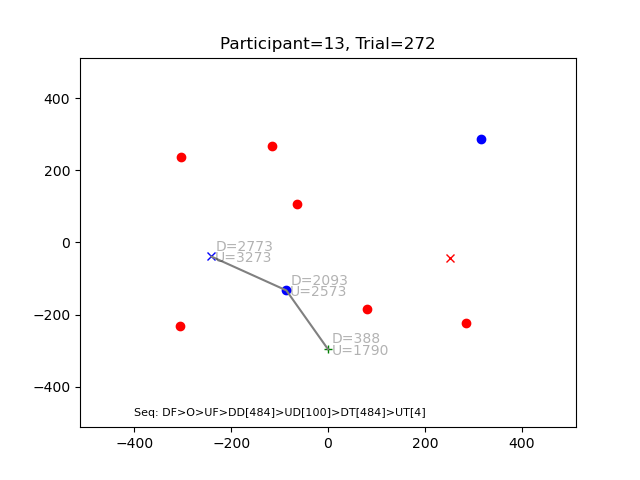 Participant=13, Trial=272
400
200
0
−200
−400
D=2773
U=3273
D=2093
U=2573
D=388
U=1790
Seq: DF>O>UF>DD[484]>UD[100]>DT[484]>UT[4]
−400 −200 0 200 400